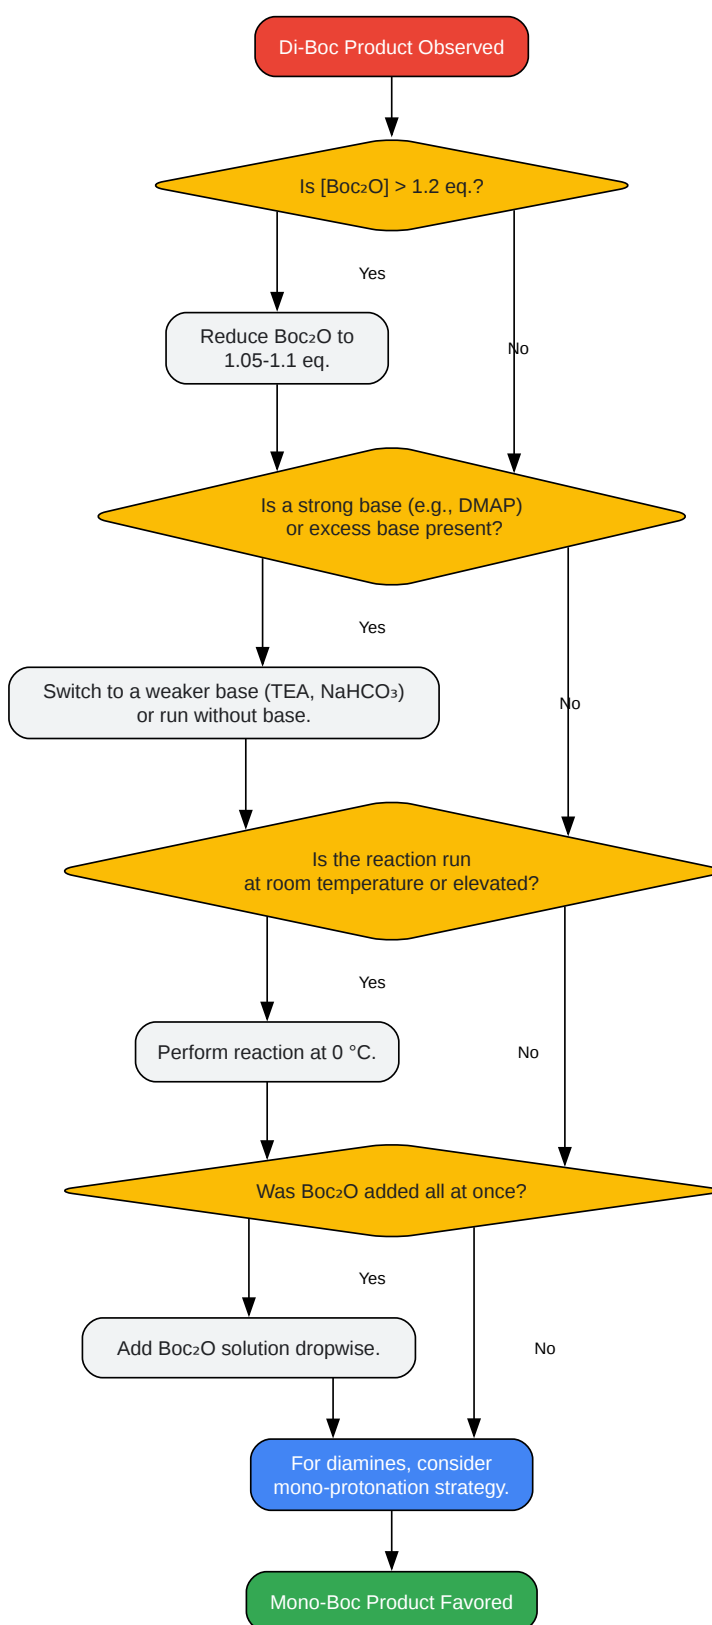 Di-Boc Product Observed
Is [Boc₂O] > 1.2 eq.?
Yes
Reduce Boc₂O to
1.05-1.1 eq.
No
Is a strong base (e.g., DMAP)
or excess base present?
Yes
Switch to a weaker base (TEA, NaHCO₃)
or run without base.
No
Is the reaction run
at room temperature or elevated?
Yes
Perform reaction at 0 °C.
No
Was Boc₂O added all at once?
Yes
Add Boc₂O solution dropwise.
No
For diamines, consider
mono-protonation strategy.
Mono-Boc Product Favored